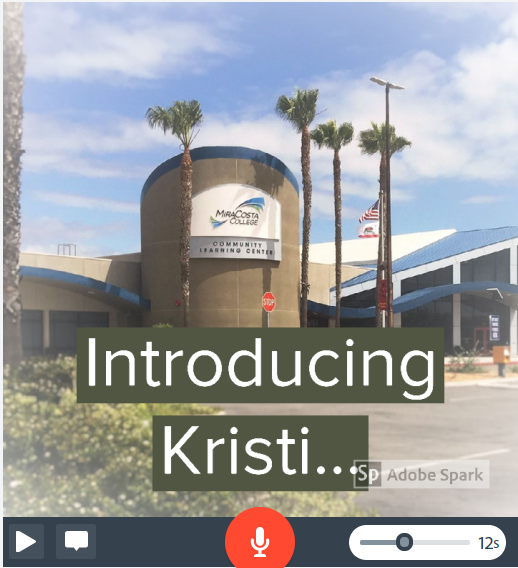 MIRACOSTA
COLLEGE
COMMUNITY
LEARNING CENTER
STOP
Introducing
Kristi...
Sp Adobe Spark
12s